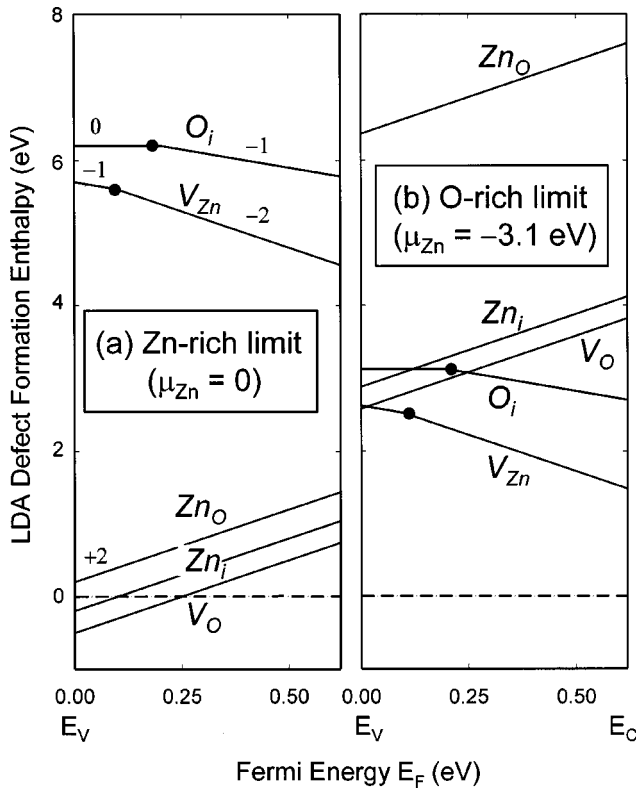 LDA Defect Formation Enthalpy (eV)
8
6
4
2
0
0
O_i
−1
−1
V_Zn
−2
(a) Zn-rich limit
(μ_Zn = 0)
Zn_O
+2
Zn_i
V_O
0.00
0.25
0.50
E_V
Zn_O
(b) O-rich limit
(μ_Zn = −3.1 eV)
Zn_i
V_O
O_i
V_Zn
0.00
0.25
0.50
E_V
E_C
Fermi Energy E_F (eV)